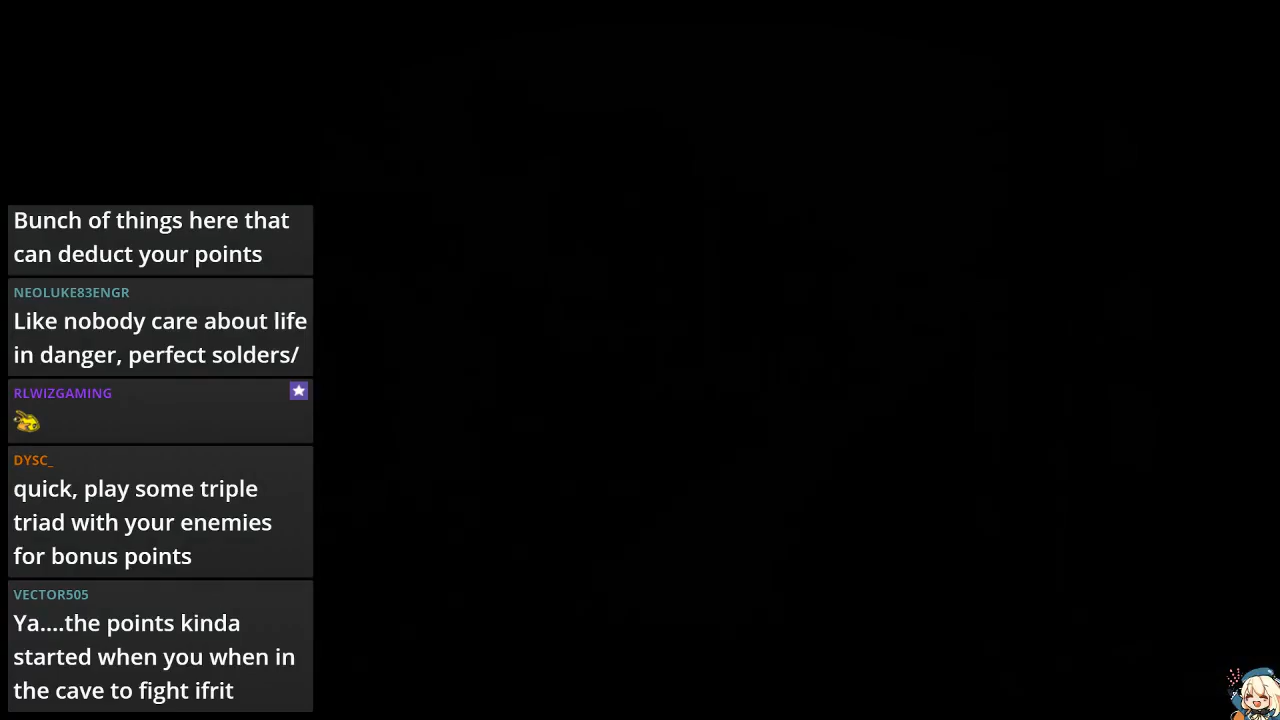 Bunch of things here that
can deduct your points
NEOLUKE83ENGR
Like nobody care about life
in danger, perfect solders/
RLWIZGAMING
DYSC_
quick, play some triple
triad with your enemies
for bonus points
VECTOR505
Ya....the points kinda
started when you when in
the cave to fight ifrit